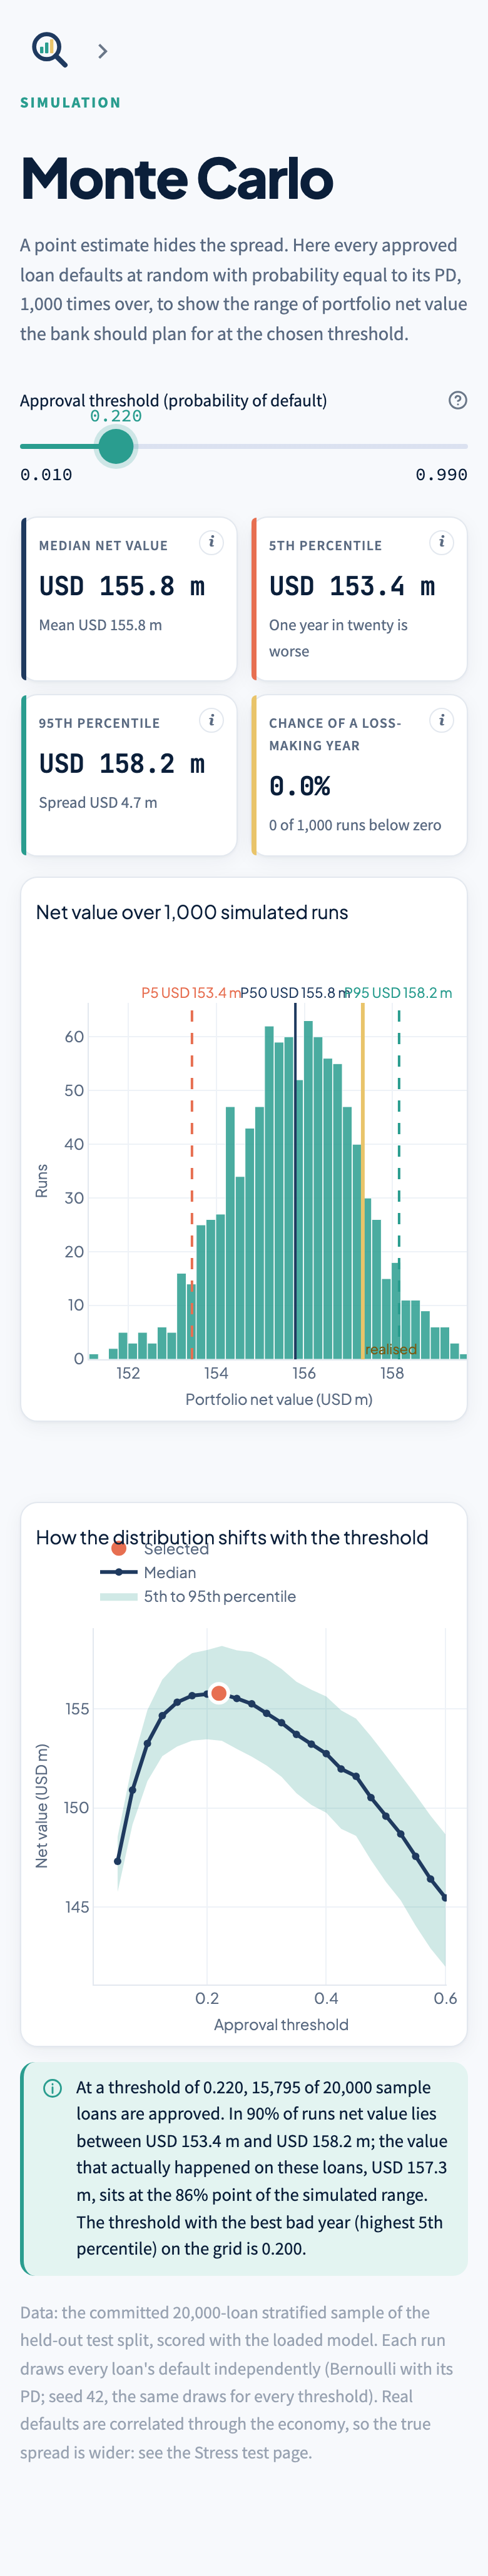 SIMULATION
Monte Carlo
A point estimate hides the spread. Here every approved
loan defaults at random with probability equal to its PD,
1,000 times over, to show the range of portfolio net value
the bank should plan for at the chosen threshold.
Approval threshold (probability of default)
0.220
0.010
0.990
MEDIAN NET VALUE
USD 155.8 m
Mean USD 155.8 m
5TH PERCENTILE
USD 153.4 m
One year in twenty is
worse
95TH PERCENTILE
USD 158.2 m
Spread USD 4.7 m
CHANCE OF A LOSS-
MAKING YEAR
0.0%
0 of 1,000 runs below zero
Net value over 1,000 simulated runs
P5 USD 153.4 m
P50 USD 155.8 m
P95 USD 158.2 m
60
50
40
30
20
10
0
Runs
realised
152
154
156
158
Portfolio net value (USD m)
How the distribution shifts with the threshold
Selected
Median
5th to 95th percentile
155
150
145
Net value (USD m)
0.2
0.4
0.6
Approval threshold
At a threshold of 0.220, 15,795 of 20,000 sample
loans are approved. In 90% of runs net value lies
between USD 153.4 m and USD 158.2 m; the value
that actually happened on these loans, USD 157.3
m, sits at the 86% point of the simulated range.
The threshold with the best bad year (highest 5th
percentile) on the grid is 0.200.
Data: the committed 20,000-loan stratified sample of the
held-out test split, scored with the loaded model. Each run
draws every loan's default independently (Bernoulli with its
PD; seed 42, the same draws for every threshold). Real
defaults are correlated through the economy, so the true
spread is wider: see the Stress test page.